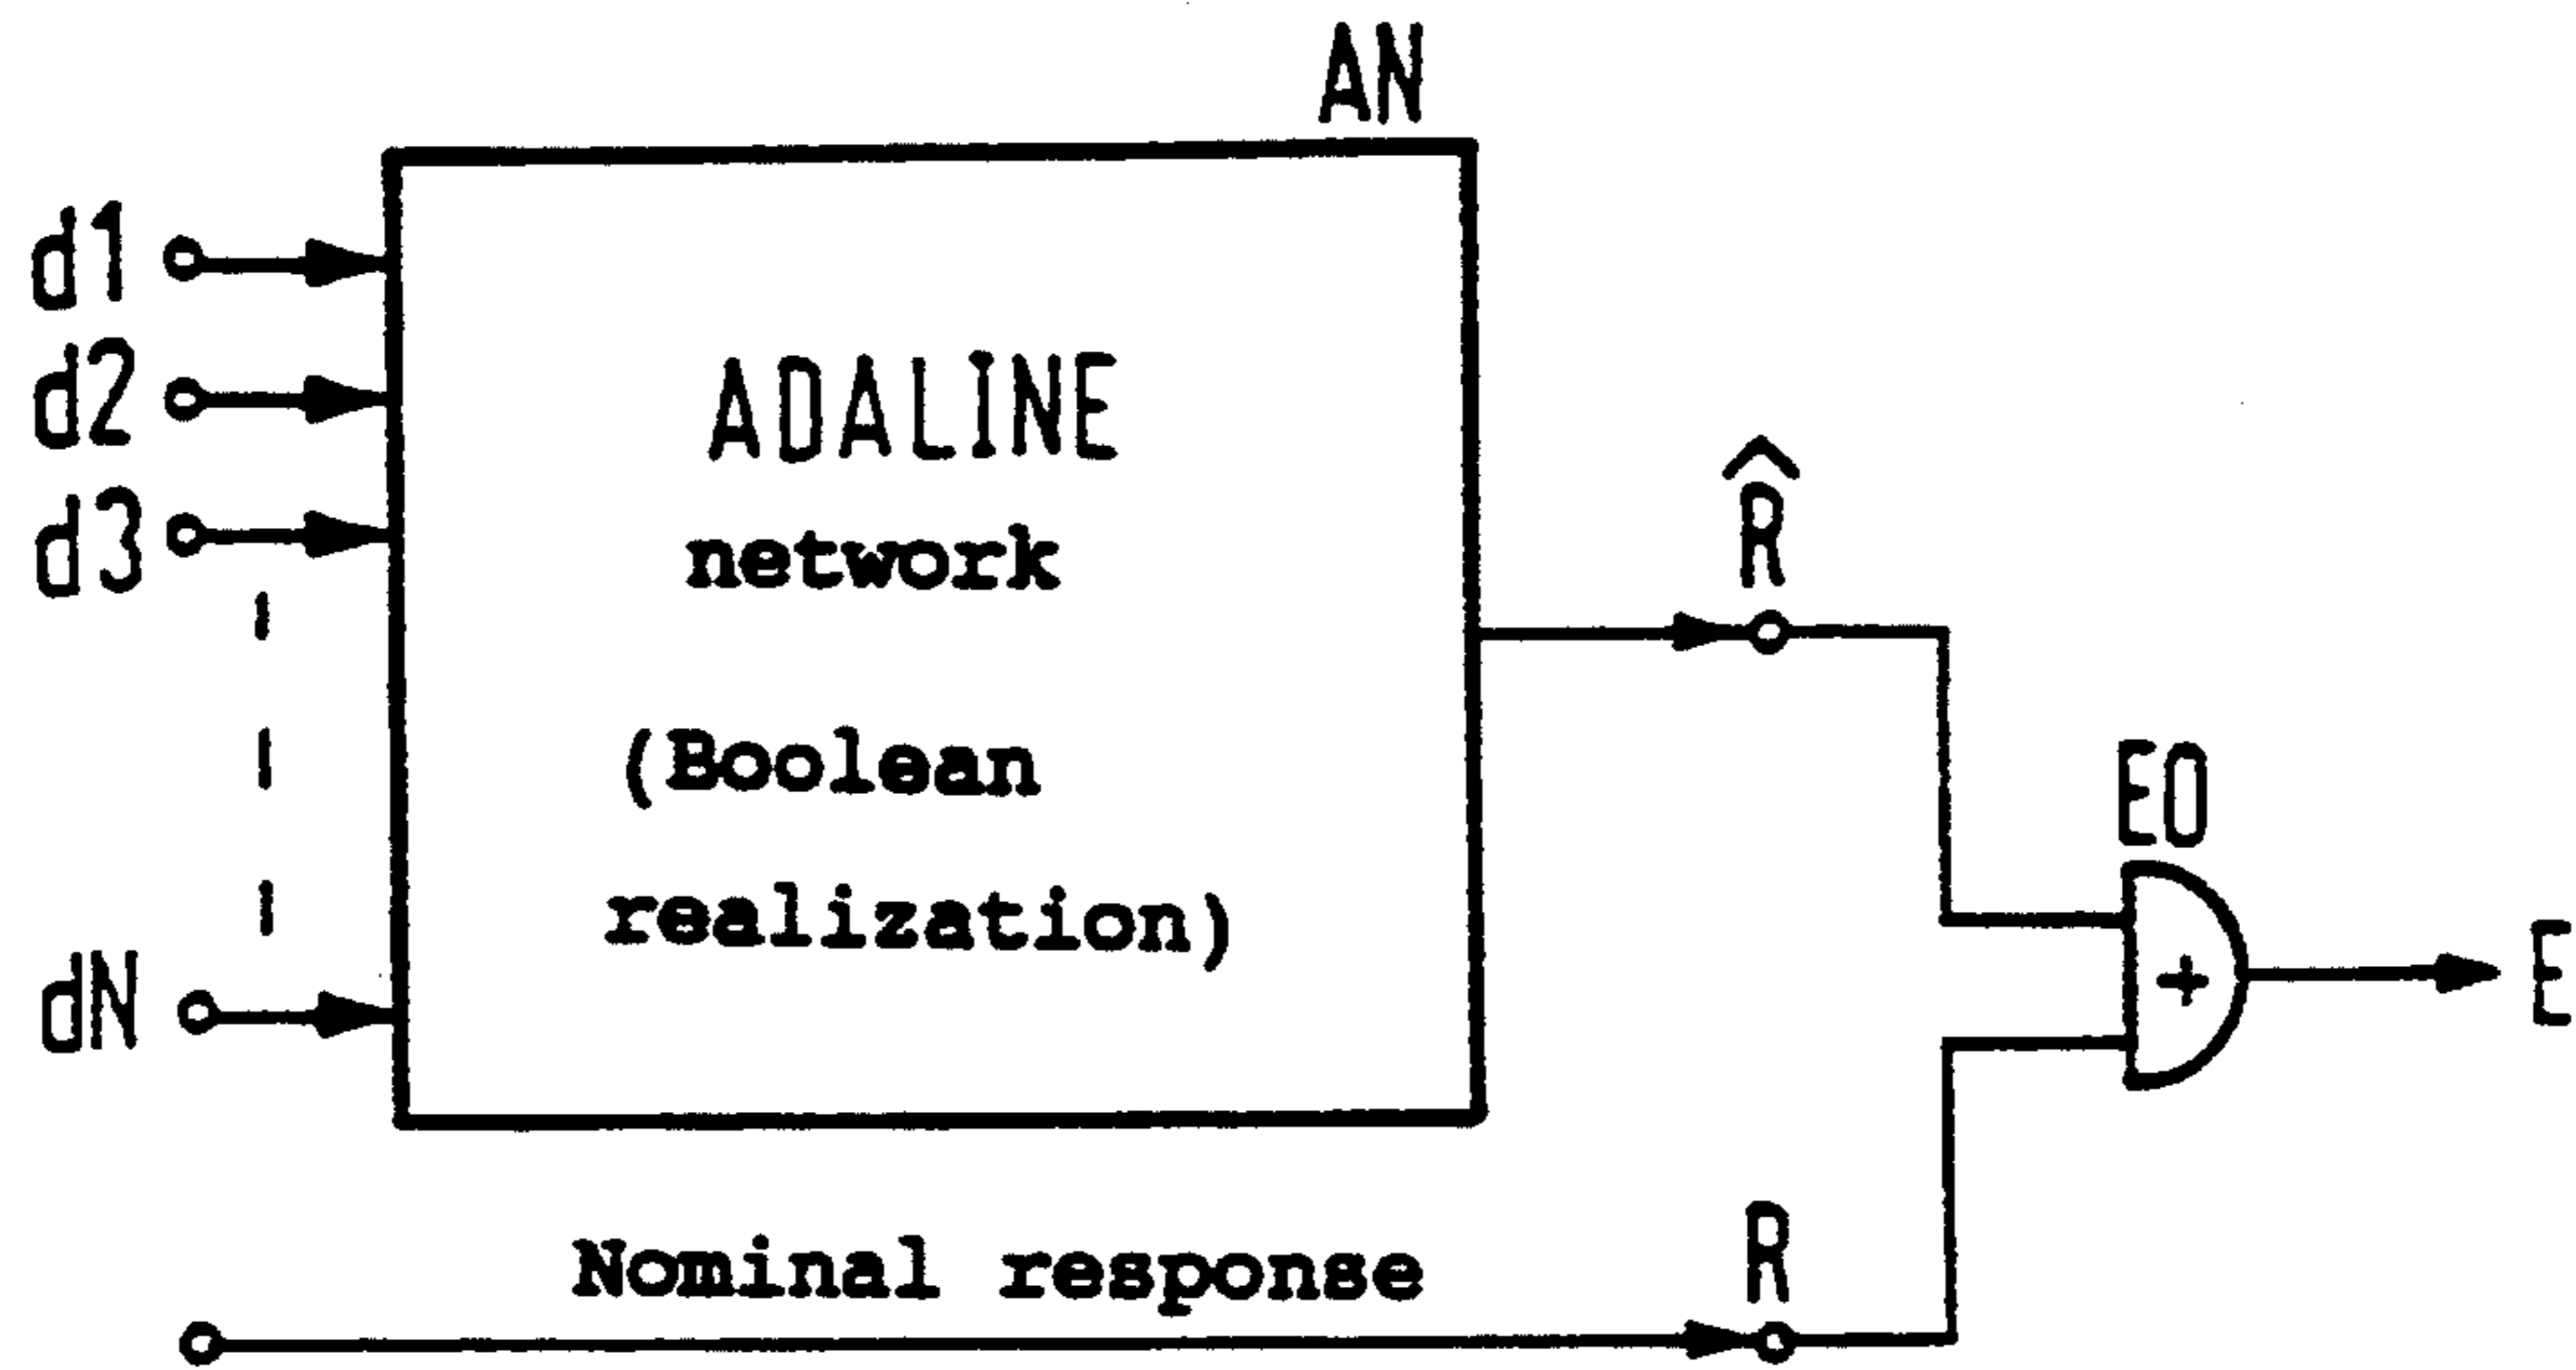 AN
d1
d2
d3
dN
ADALINE
network
(Boolean
realization)
R̂
EO
+
E
Nominal response
R